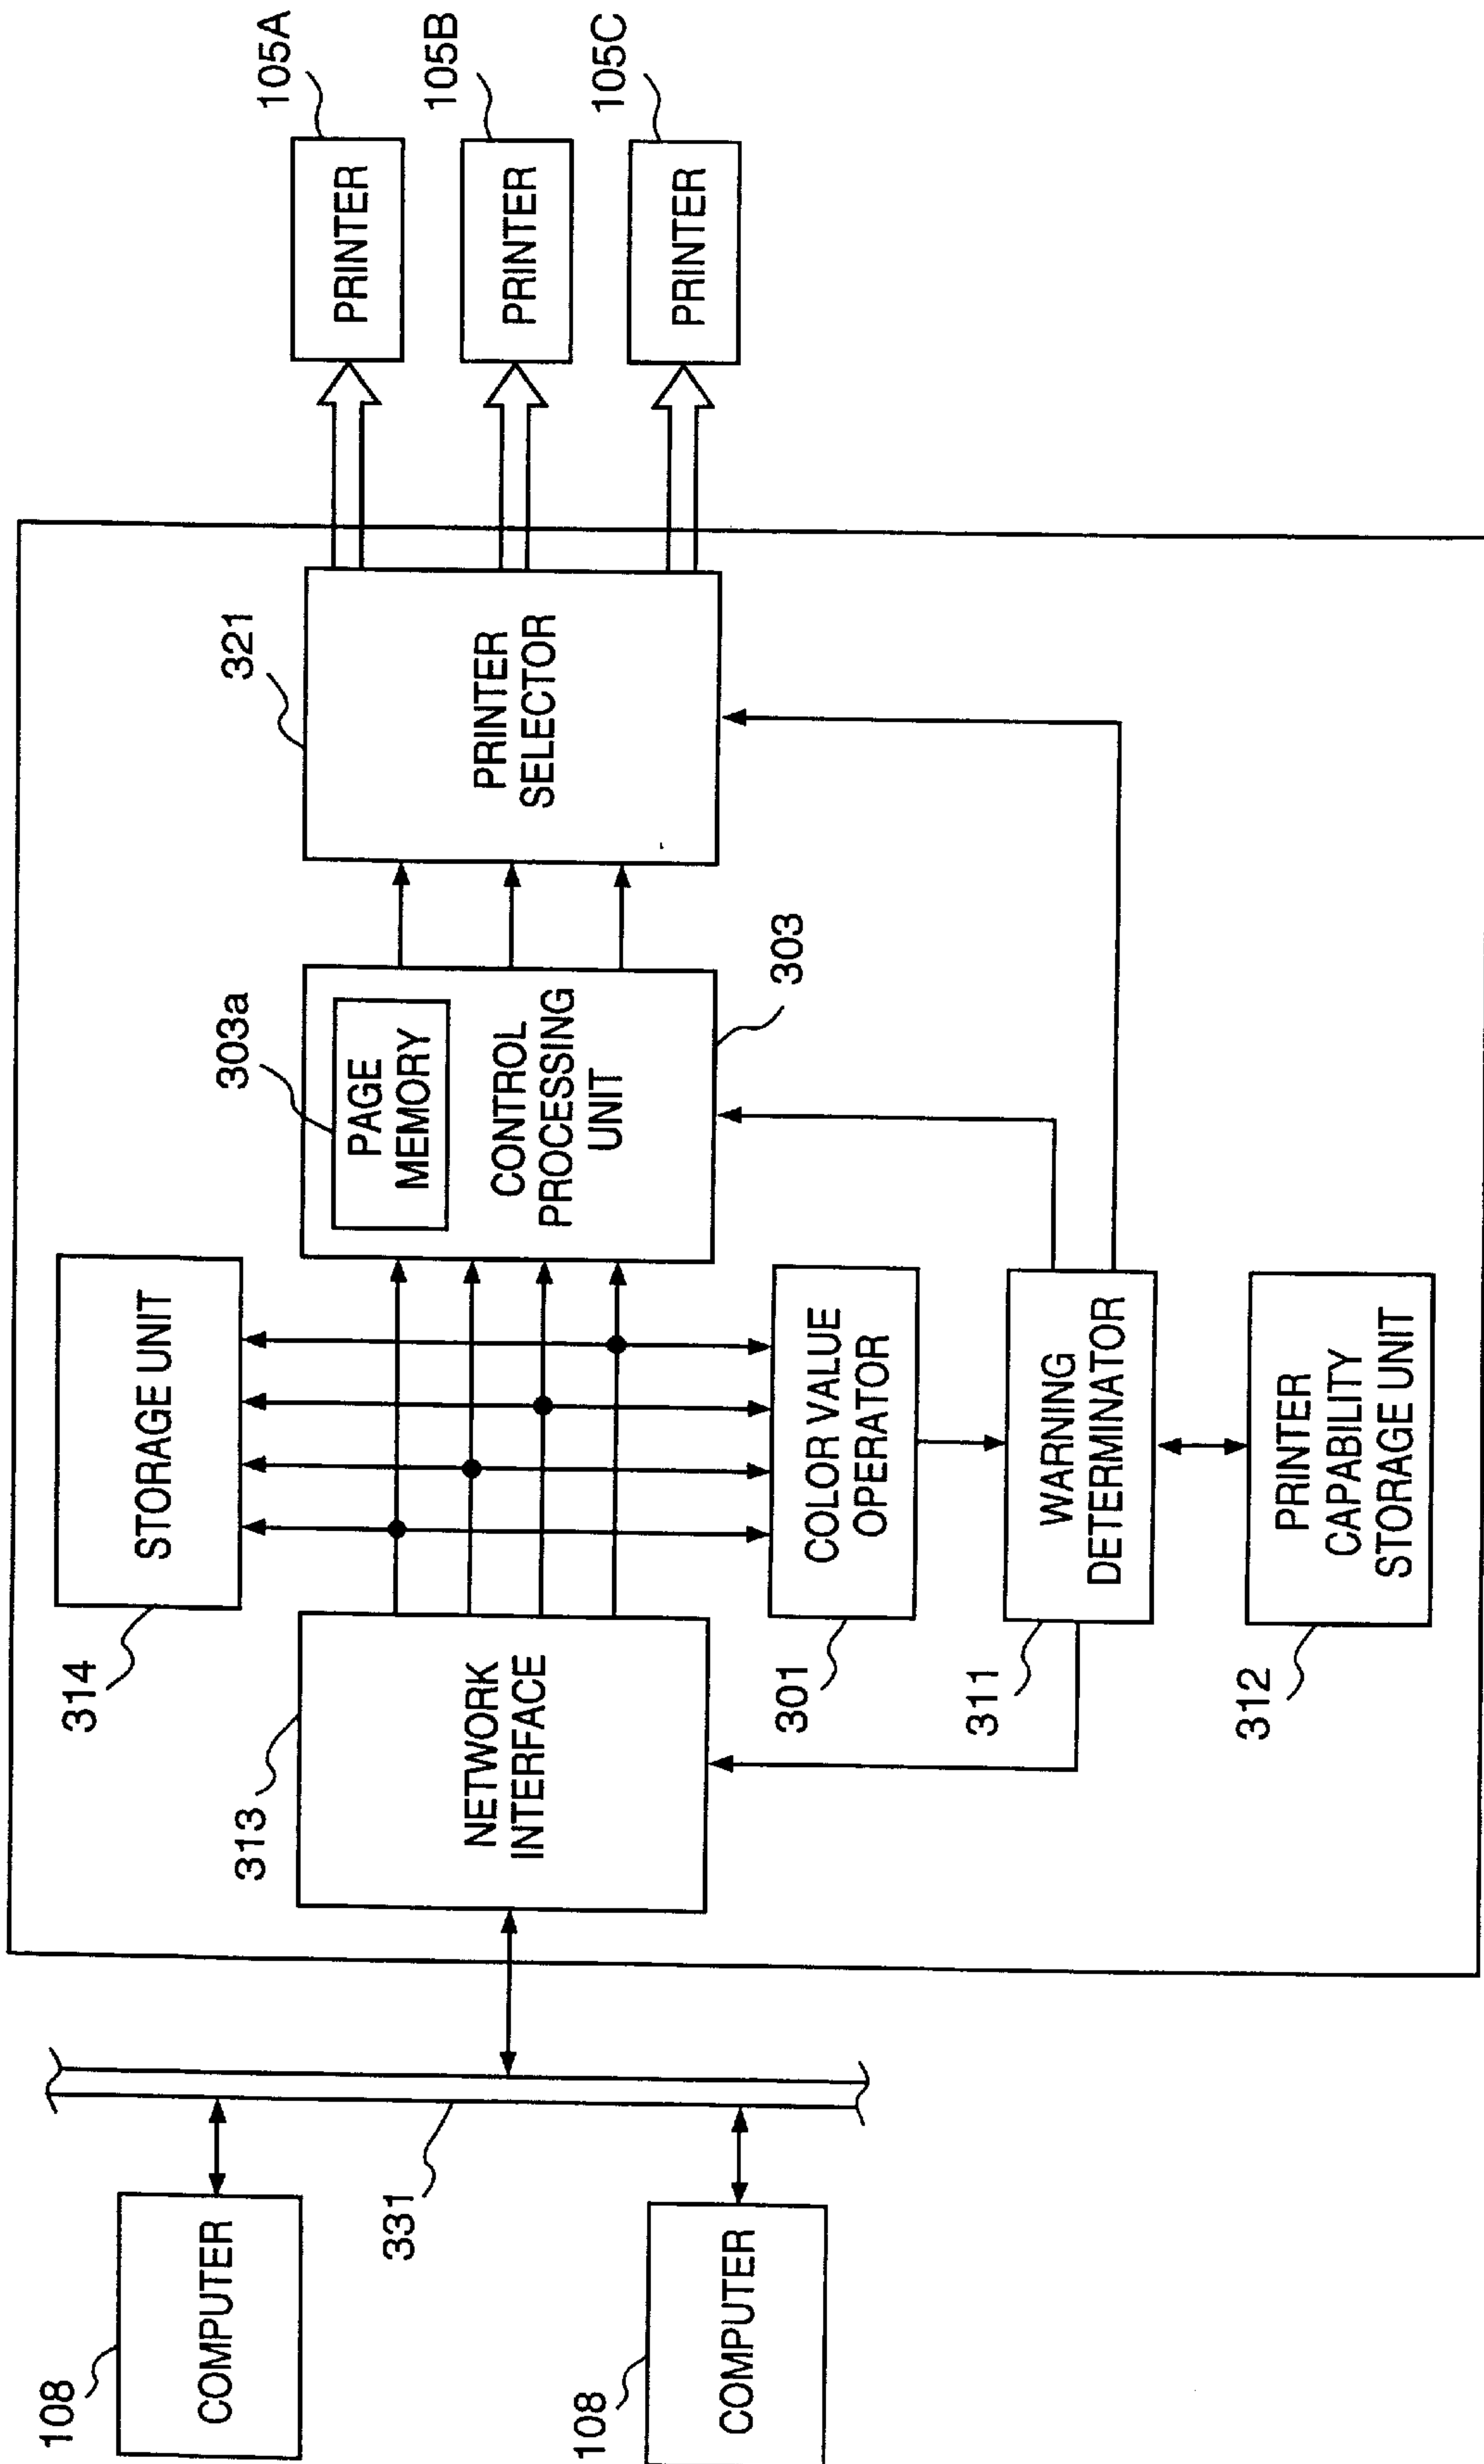 108
COMPUTER
108
COMPUTER
331
313
NETWORK
INTERFACE
314
STORAGE UNIT
301
COLOR VALUE
OPERATOR
311
WARNING
DETERMINATOR
312
PRINTER
CAPABILITY
STORAGE UNIT
303a
PAGE
MEMORY
CONTROL
PROCESSING
UNIT
303
321
PRINTER
SELECTOR
PRINTER
105A
PRINTER
105B
PRINTER
105C